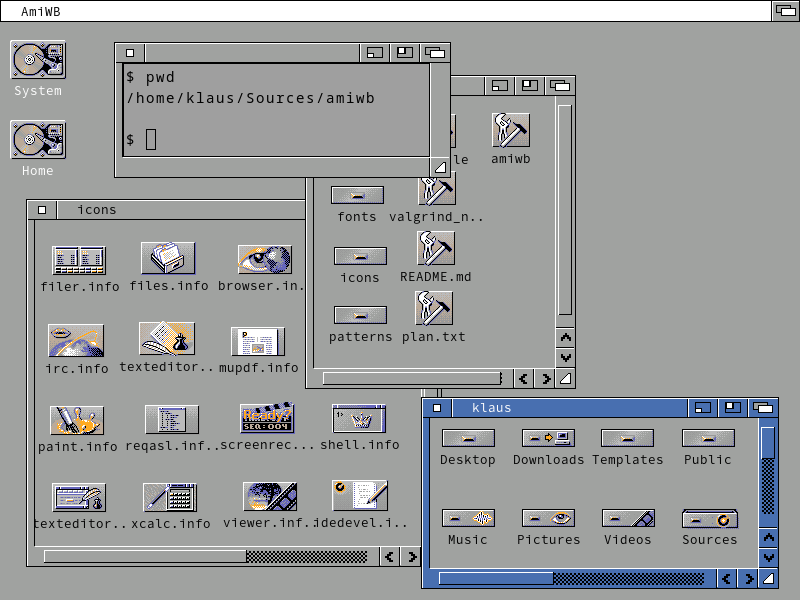 AmiWB
System
Home
$ pwd
/home/klaus/Sources/amiwb
$
le
amiwb
fonts
valgrind_n..
icons
README.md
patterns
plan.txt
icons
filer.info
files.info
browser.in.
irc.info
texteditor..
mupdf.info
paint.info
reqasl.inf..
screenrec...
shell.info
texteditor..
xcalc.info
viewer.inf..
idedevel.i..
Ready?
SEQ:004
klaus
Desktop
Downloads
Templates
Public
Music
Pictures
Videos
Sources